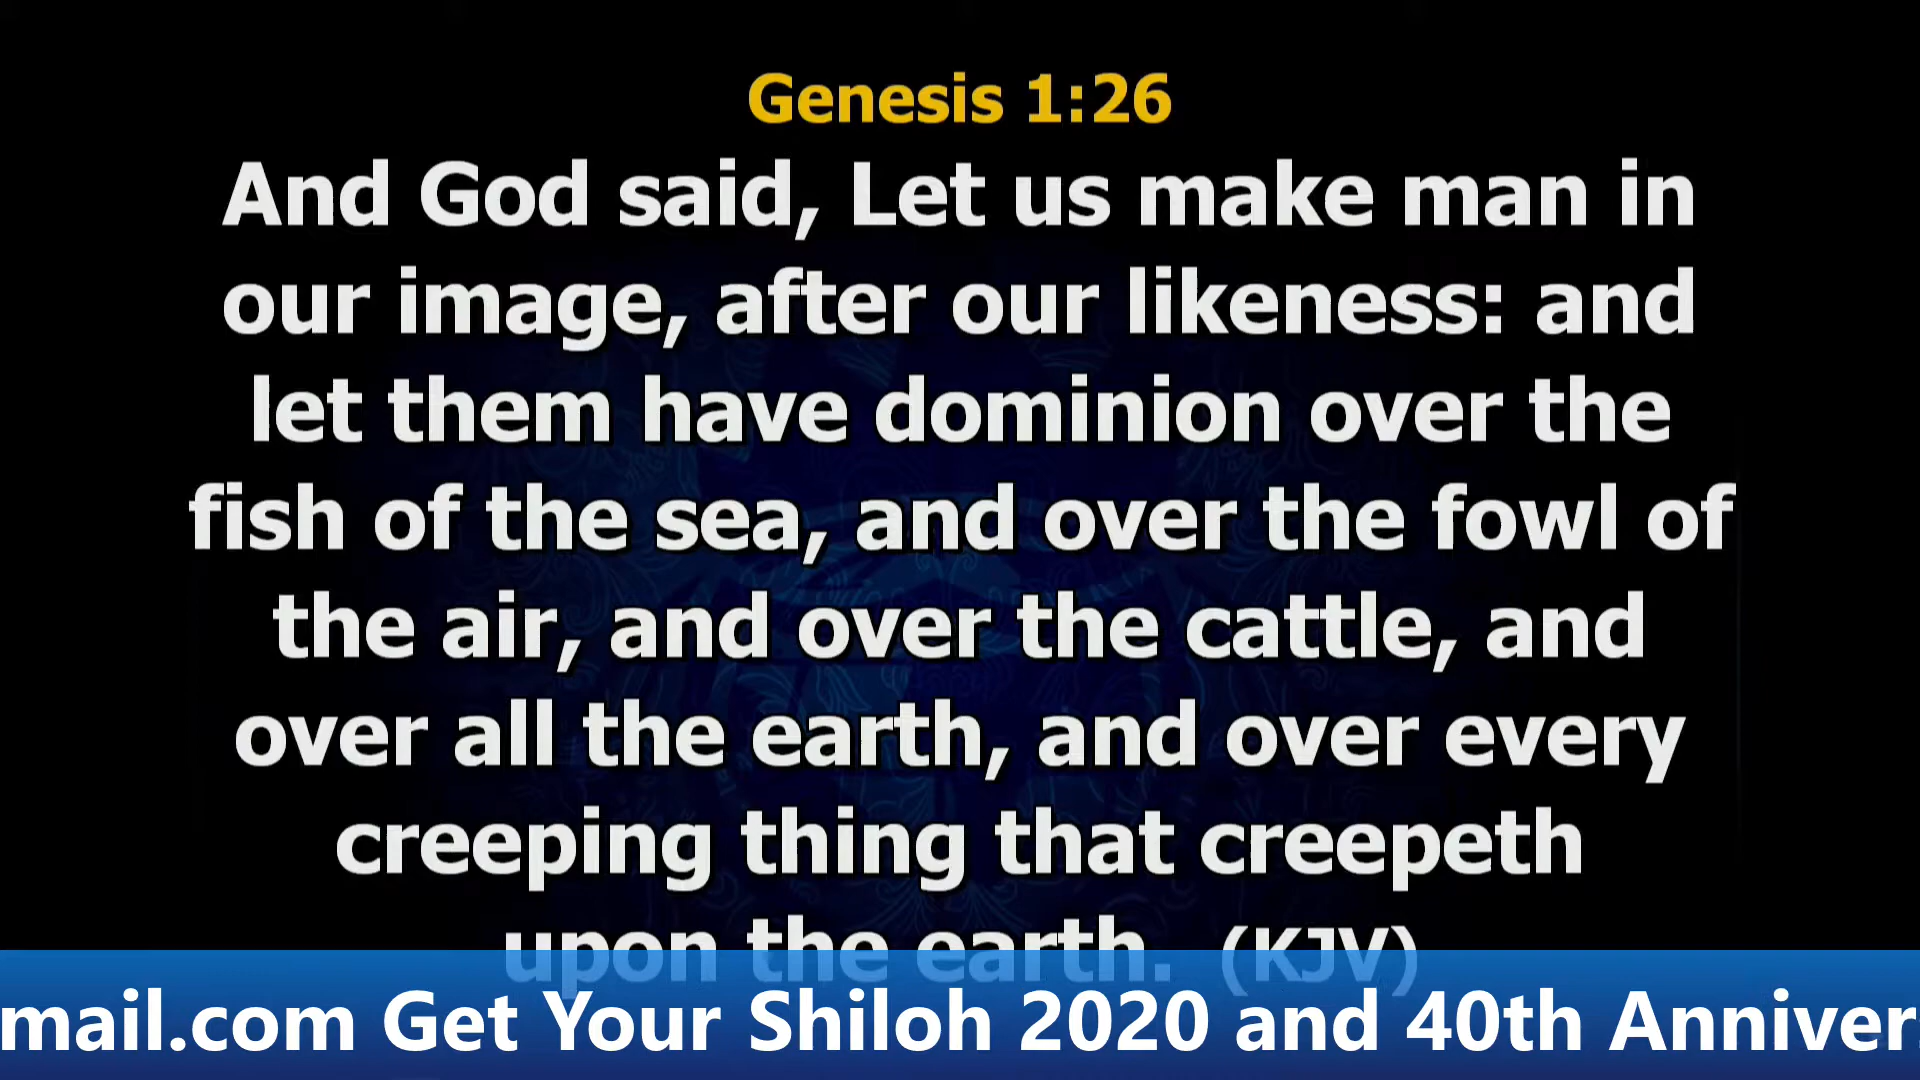 Genesis 1:26
And God said, Let us make man in
our image, after our likeness: and
let them have dominion over the
fish of the sea, and over the fowl of
the air, and over the cattle, and
over all the earth, and over every
creeping thing that creepeth
upon the earth. (KJV)
mail.com Get Your Shiloh 2020 and 40th Anniver